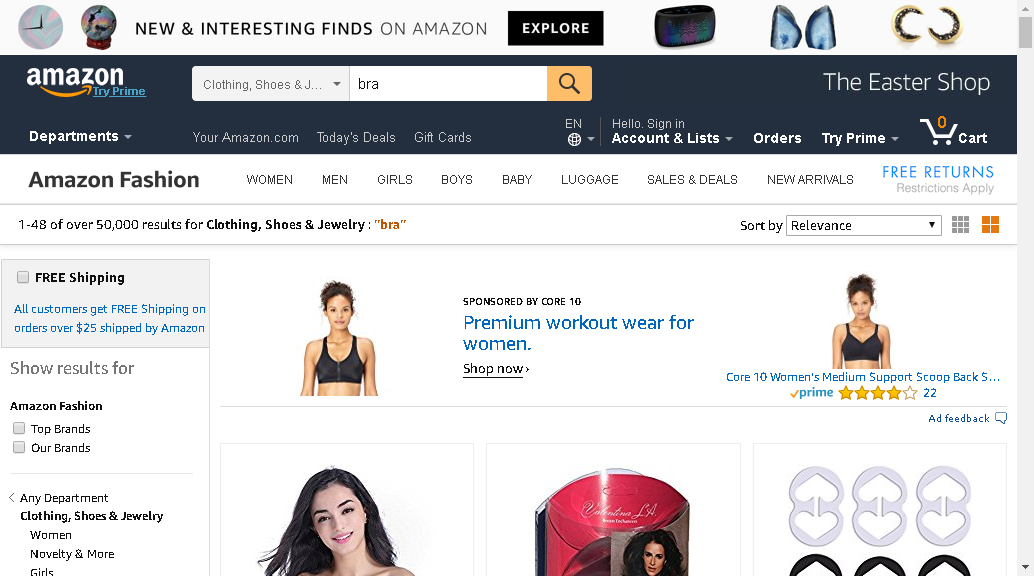 NEW & INTERESTING FINDS ON AMAZON EXPLORE
amazon
Try Prime
Clothing, Shoes & J... bra
The Easter Shop
Departments
Your Amazon.com Today's Deals Gift Cards
EN
Hello. Sign in
Account & Lists
Orders
Try Prime
0
Cart
Amazon Fashion
WOMEN MEN GIRLS BOYS BABY LUGGAGE SALES & DEALS NEW ARRIVALS
FREE RETURNS
Restrictions Apply
1-48 of over 50,000 results for Clothing, Shoes & Jewelry : "bra"
Sort by Relevance
FREE Shipping
All customers get FREE Shipping on
orders over $25 shipped by Amazon
Show results for
Amazon Fashion
Top Brands
Our Brands
Any Department
Clothing, Shoes & Jewelry
Women
Novelty & More
Girls
SPONSORED BY CORE 10
Premium workout wear for
women.
Shop now ›
Core 10 Women's Medium Support Scoop Back S...
prime 22
Ad feedback
Valentina L.A.
Breast Enhancers